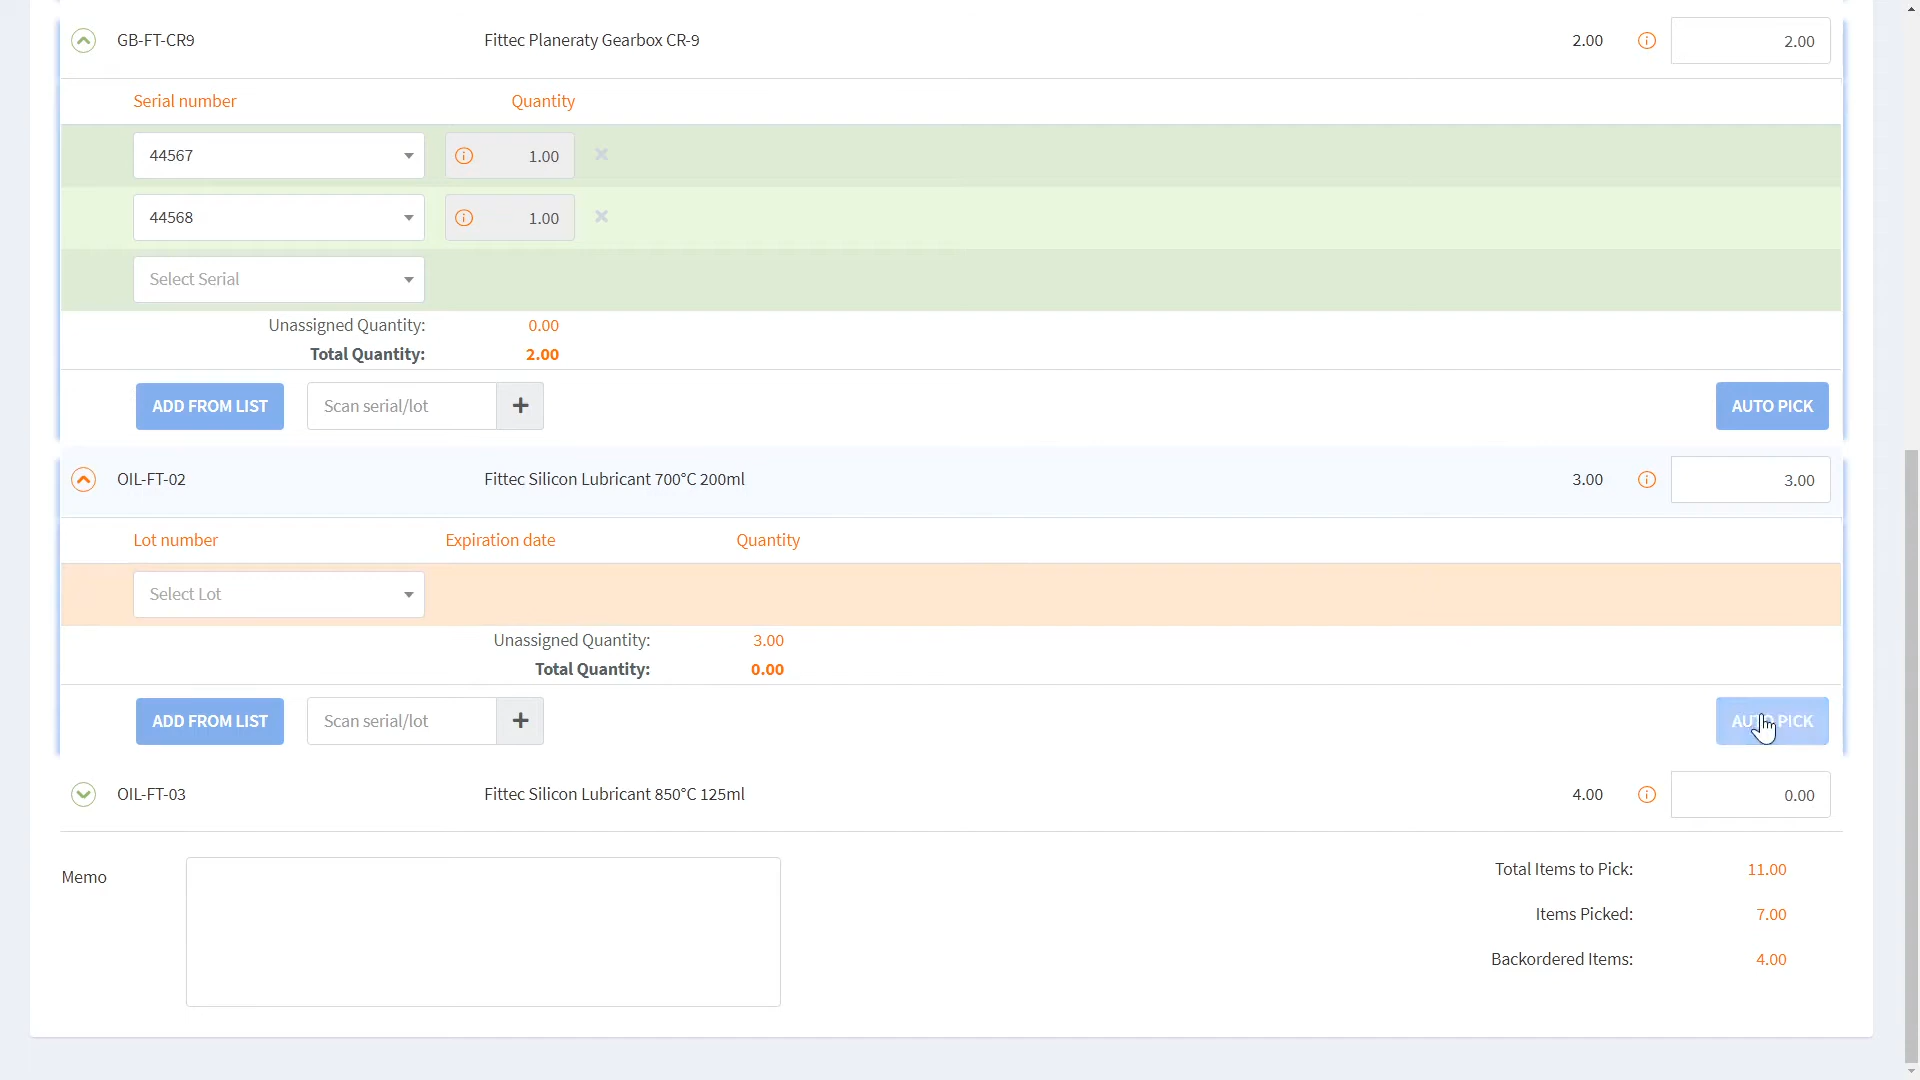 GB-FT-CR9 Fittec Planeraty Gearbox CR-9 2.00 2.00
Serial number Quantity
44567 1.00
44568 1.00
Select Serial
Unassigned Quantity: 0.00
Total Quantity: 2.00
ADD FROM LIST Scan serial/lot + AUTO PICK
OIL-FT-02 Fittec Silicon Lubricant 700°C 200ml 3.00 3.00
Lot number Expiration date Quantity
Select Lot
Unassigned Quantity: 3.00
Total Quantity: 0.00
ADD FROM LIST Scan serial/lot + AUTO PICK
OIL-FT-03 Fittec Silicon Lubricant 850°C 125ml 4.00 0.00
Memo
Total Items to Pick: 11.00
Items Picked: 7.00
Backordered Items: 4.00